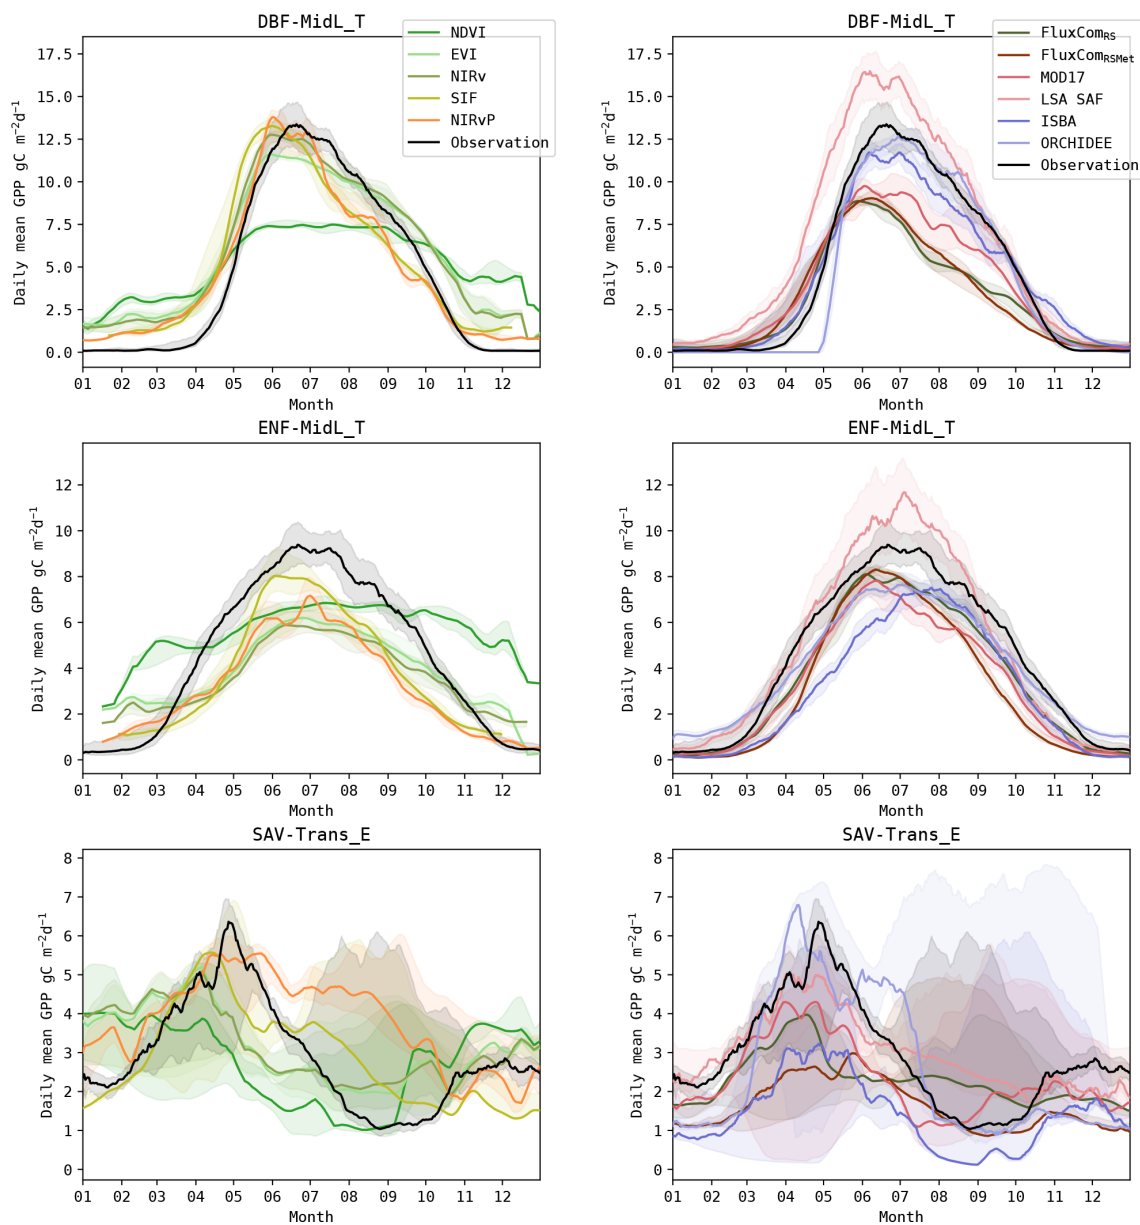 DBF-MidL_T
NDVI
EVI
NIRv
SIF
NIRvP
Observation
17.5
15.0
12.5
10.0
7.5
5.0
2.5
0.0
Daily mean GPP gC m⁻²d⁻¹
01 02 03 04 05 06 07 08 09 10 11 12
Month
DBF-MidL_T
FluxCom_RS
FluxCom_RSMet
MOD17
LSA SAF
ISBA
ORCHIDEE
Observation
17.5
15.0
12.5
10.0
7.5
5.0
2.5
0.0
Daily mean GPP gC m⁻²d⁻¹
01 02 03 04 05 06 07 08 09 10 11 12
Month
ENF-MidL_T
12
10
8
6
4
2
0
Daily mean GPP gC m⁻²d⁻¹
01 02 03 04 05 06 07 08 09 10 11 12
Month
ENF-MidL_T
12
10
8
6
4
2
0
Daily mean GPP gC m⁻²d⁻¹
01 02 03 04 05 06 07 08 09 10 11 12
Month
SAV-Trans_E
8
7
6
5
4
3
2
1
0
Daily mean GPP gC m⁻²d⁻¹
01 02 03 04 05 06 07 08 09 10 11 12
Month
SAV-Trans_E
8
7
6
5
4
3
2
1
0
Daily mean GPP gC m⁻²d⁻¹
01 02 03 04 05 06 07 08 09 10 11 12
Month